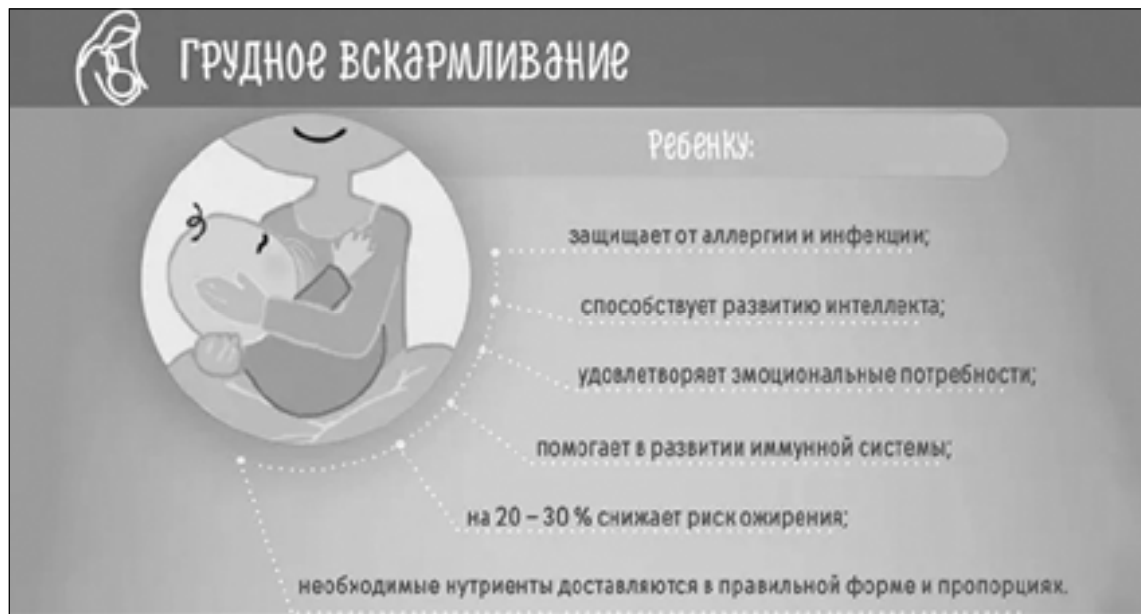 Грудное вскармливание
Ребенку:
защищает от аллергии и инфекции;
способствует развитию интеллекта;
удовлетворяет эмоциональные потребности;
помогает в развитии иммунной системы;
на 20 – 30 % снижает риск ожирения;
необходимые нутриенты доставляются в правильной форме и пропорциях.